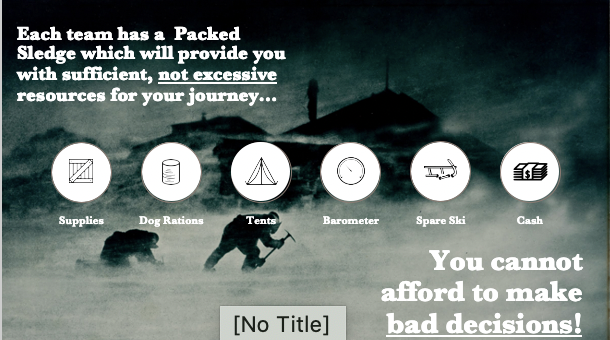 Each team has a Packed
Sledge which will provide you
with sufficient, not excessive
resources for your journey...
Supplies
Dog Rations
Tents
Barometer
Spare Ski
Cash
You cannot
afford to make
bad decisions!
[No Title]